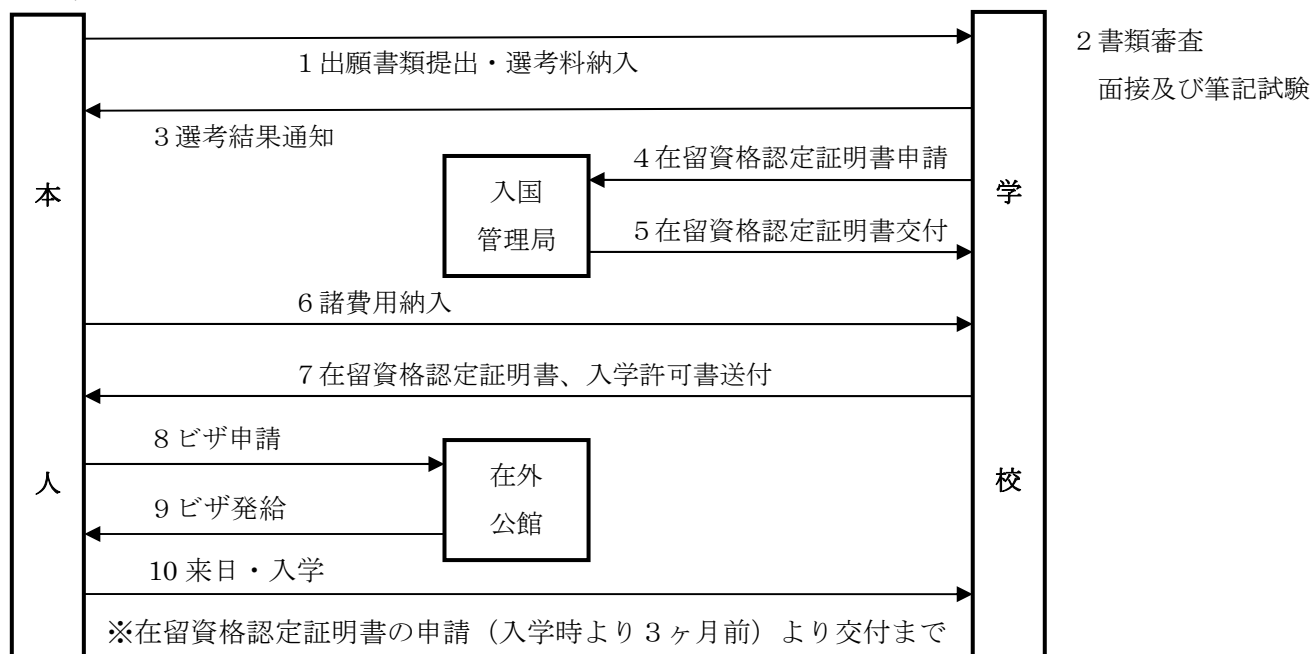 1出願書類提出・選考料納入
2書類審査
面接及び筆記試験
3選考結果通知
4在留資格認定証明書申請
本
入国
管理局
学
5在留資格認定証明書交付
6諸費用納入
7在留資格認定証明書、入学許可書送付
8ビザ申請
人
在外
公館
校
9ビザ発給
10 来日・入学
※在留資格認定証明書の申請（入学時より３ヶ月前）より交付まで